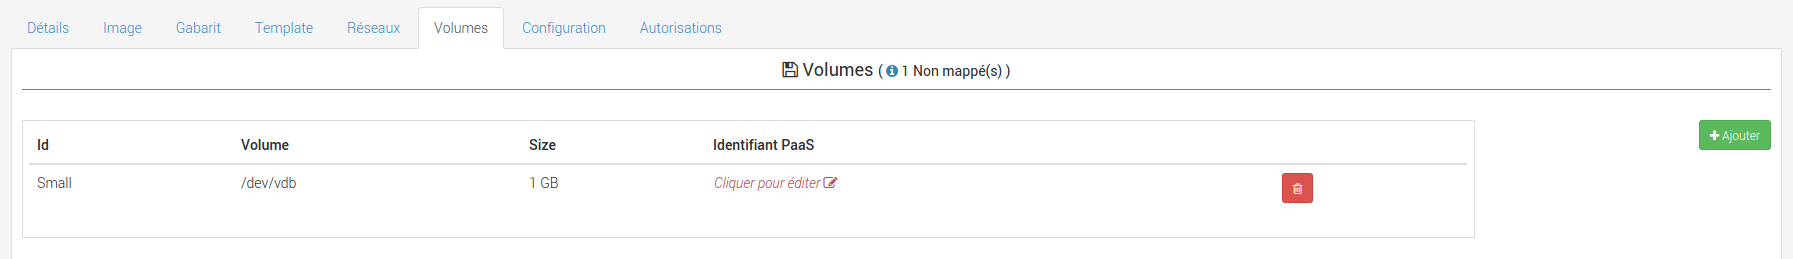 Détails Image Gabarit Template Réseaux Volumes Configuration Autorisations
Volumes ( 1 Non mappé(s) )
Ajouter
Id Volume Size Identifiant PaaS
Small /dev/vdb 1 GB Cliquer pour éditer